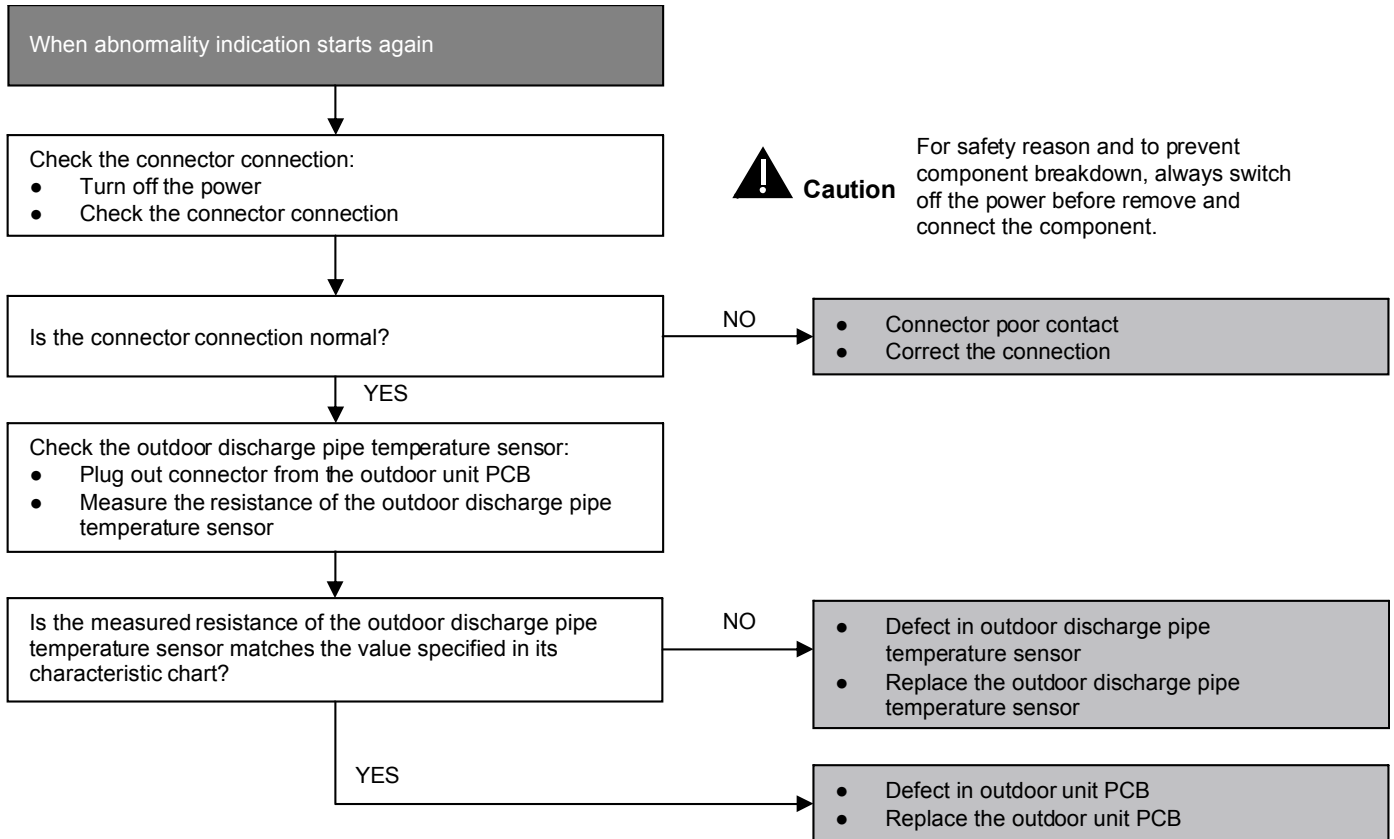 When abnormality indication starts again
Check the connector connection:
● Turn off the power
● Check the connector connection
Caution
For safety reason and to prevent
component breakdown, always switch
off the power before remove and
connect the component.
Is the connector connection normal?
NO
● Connector poor contact
● Correct the connection
YES
Check the outdoor discharge pipe temperature sensor:
● Plug out connector from the outdoor unit PCB
● Measure the resistance of the outdoor discharge pipe
temperature sensor
Is the measured resistance of the outdoor discharge pipe
temperature sensor matches the value specified in its
characteristic chart?
NO
● Defect in outdoor discharge pipe
temperature sensor
● Replace the outdoor discharge pipe
temperature sensor
YES
● Defect in outdoor unit PCB
● Replace the outdoor unit PCB